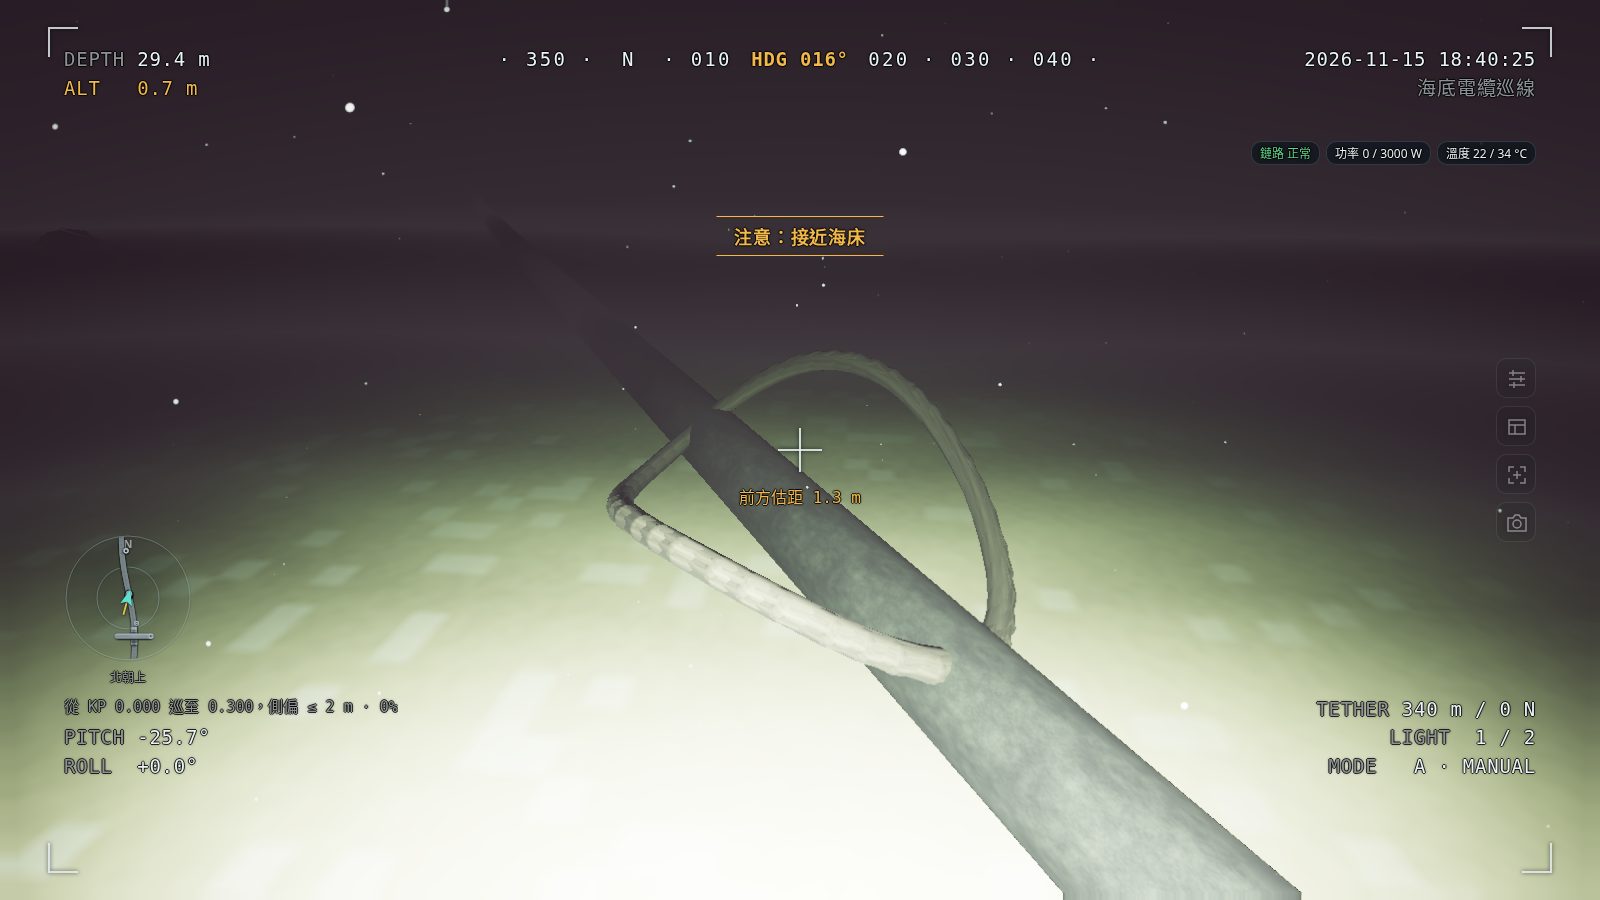 DEPTH 29.4 m
ALT 0.7 m
· 350 · N · 010 HDG 016° 020 · 030 · 040 ·
2026-11-15 18:40:25
海底電纜巡線
鏈路 正常
功率 0 / 3000 W
溫度 22 / 34 °C
注意：接近海床
前方估距 1.3 m
N
北朝上
從 KP 0.000 巡至 0.300，側偏 ≤ 2 m · 0%
PITCH -25.7°
ROLL +0.0°
TETHER 340 m / 0 N
LIGHT 1 / 2
MODE A · MANUAL